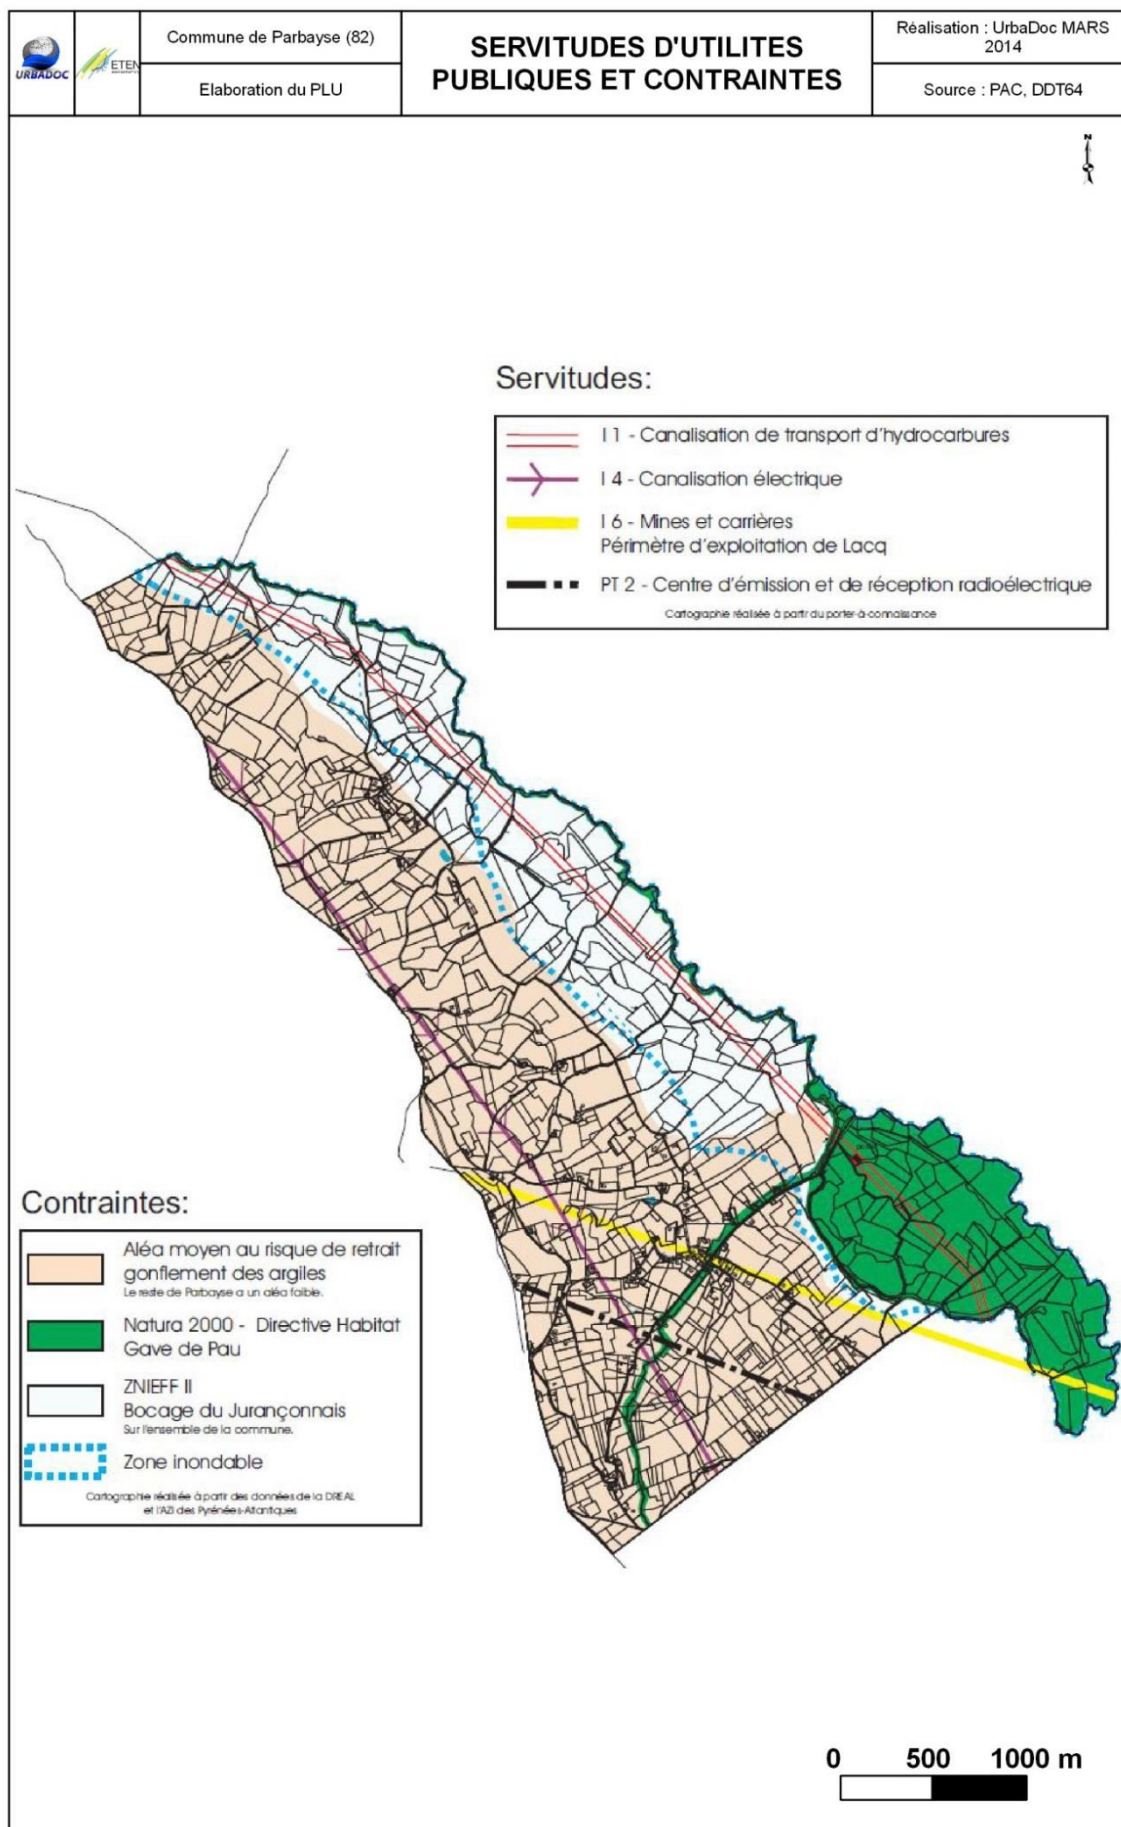 URBADOC
ETEN
Commune de Parbayse (82)
Elaboration du PLU
SERVITUDES D'UTILITES
PUBLIQUES ET CONTRAINTES
Réalisation : UrbaDoc MARS
2014
Source : PAC, DDT64
N
Servitudes:
I 1 - Canalisation de transport d'hydrocarbures
I 4 - Canalisation électrique
I 6 - Mines et carrières
Périmètre d'exploitation de Lacq
PT 2 - Centre d'émission et de réception radioélectrique
Cartographie réalisée à partir du porter-à-connaissance
Contraintes:
Aléa moyen au risque de retrait
gonflement des argiles
Le reste de Parbayse a un aléa faible.
Natura 2000 - Directive Habitat
Gave de Pau
ZNIEFF II
Bocage du Jurançonnais
Sur l'ensemble de la commune.
Zone inondable
Cartographie réalisée à partir des données de la DREAL
et l'AZI des Pyrénées-Atlantiques
0 500 1000 m